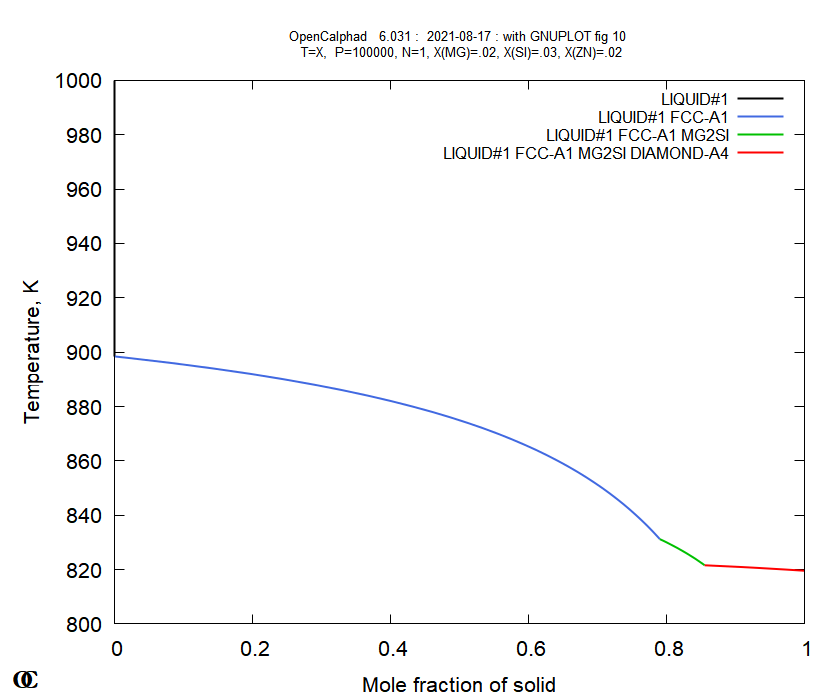 OpenCalphad 6.031 : 2021-08-17 : with GNUPLOT fig 10
T=X, P=100000, N=1, X(MG)=.02, X(SI)=.03, X(ZN)=.02
LIQUID#1
LIQUID#1 FCC-A1
LIQUID#1 FCC-A1 MG2SI
LIQUID#1 FCC-A1 MG2SI DIAMOND-A4
1000
980
960
940
920
900
880
860
840
820
800
Temperature, K
0 0.2 0.4 0.6 0.8 1
Mole fraction of solid
OC